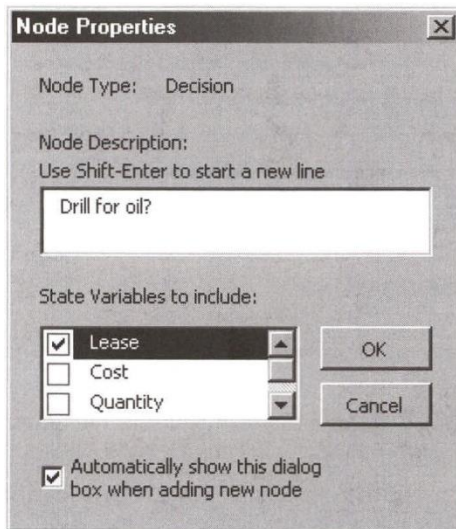 Node Properties
Node Type: Decision
Node Description:
Use Shift-Enter to start a new line
Drill for oil?
State Variables to include:
Lease
Cost
Quantity
OK
Cancel
Automatically show this dialog
box when adding new node